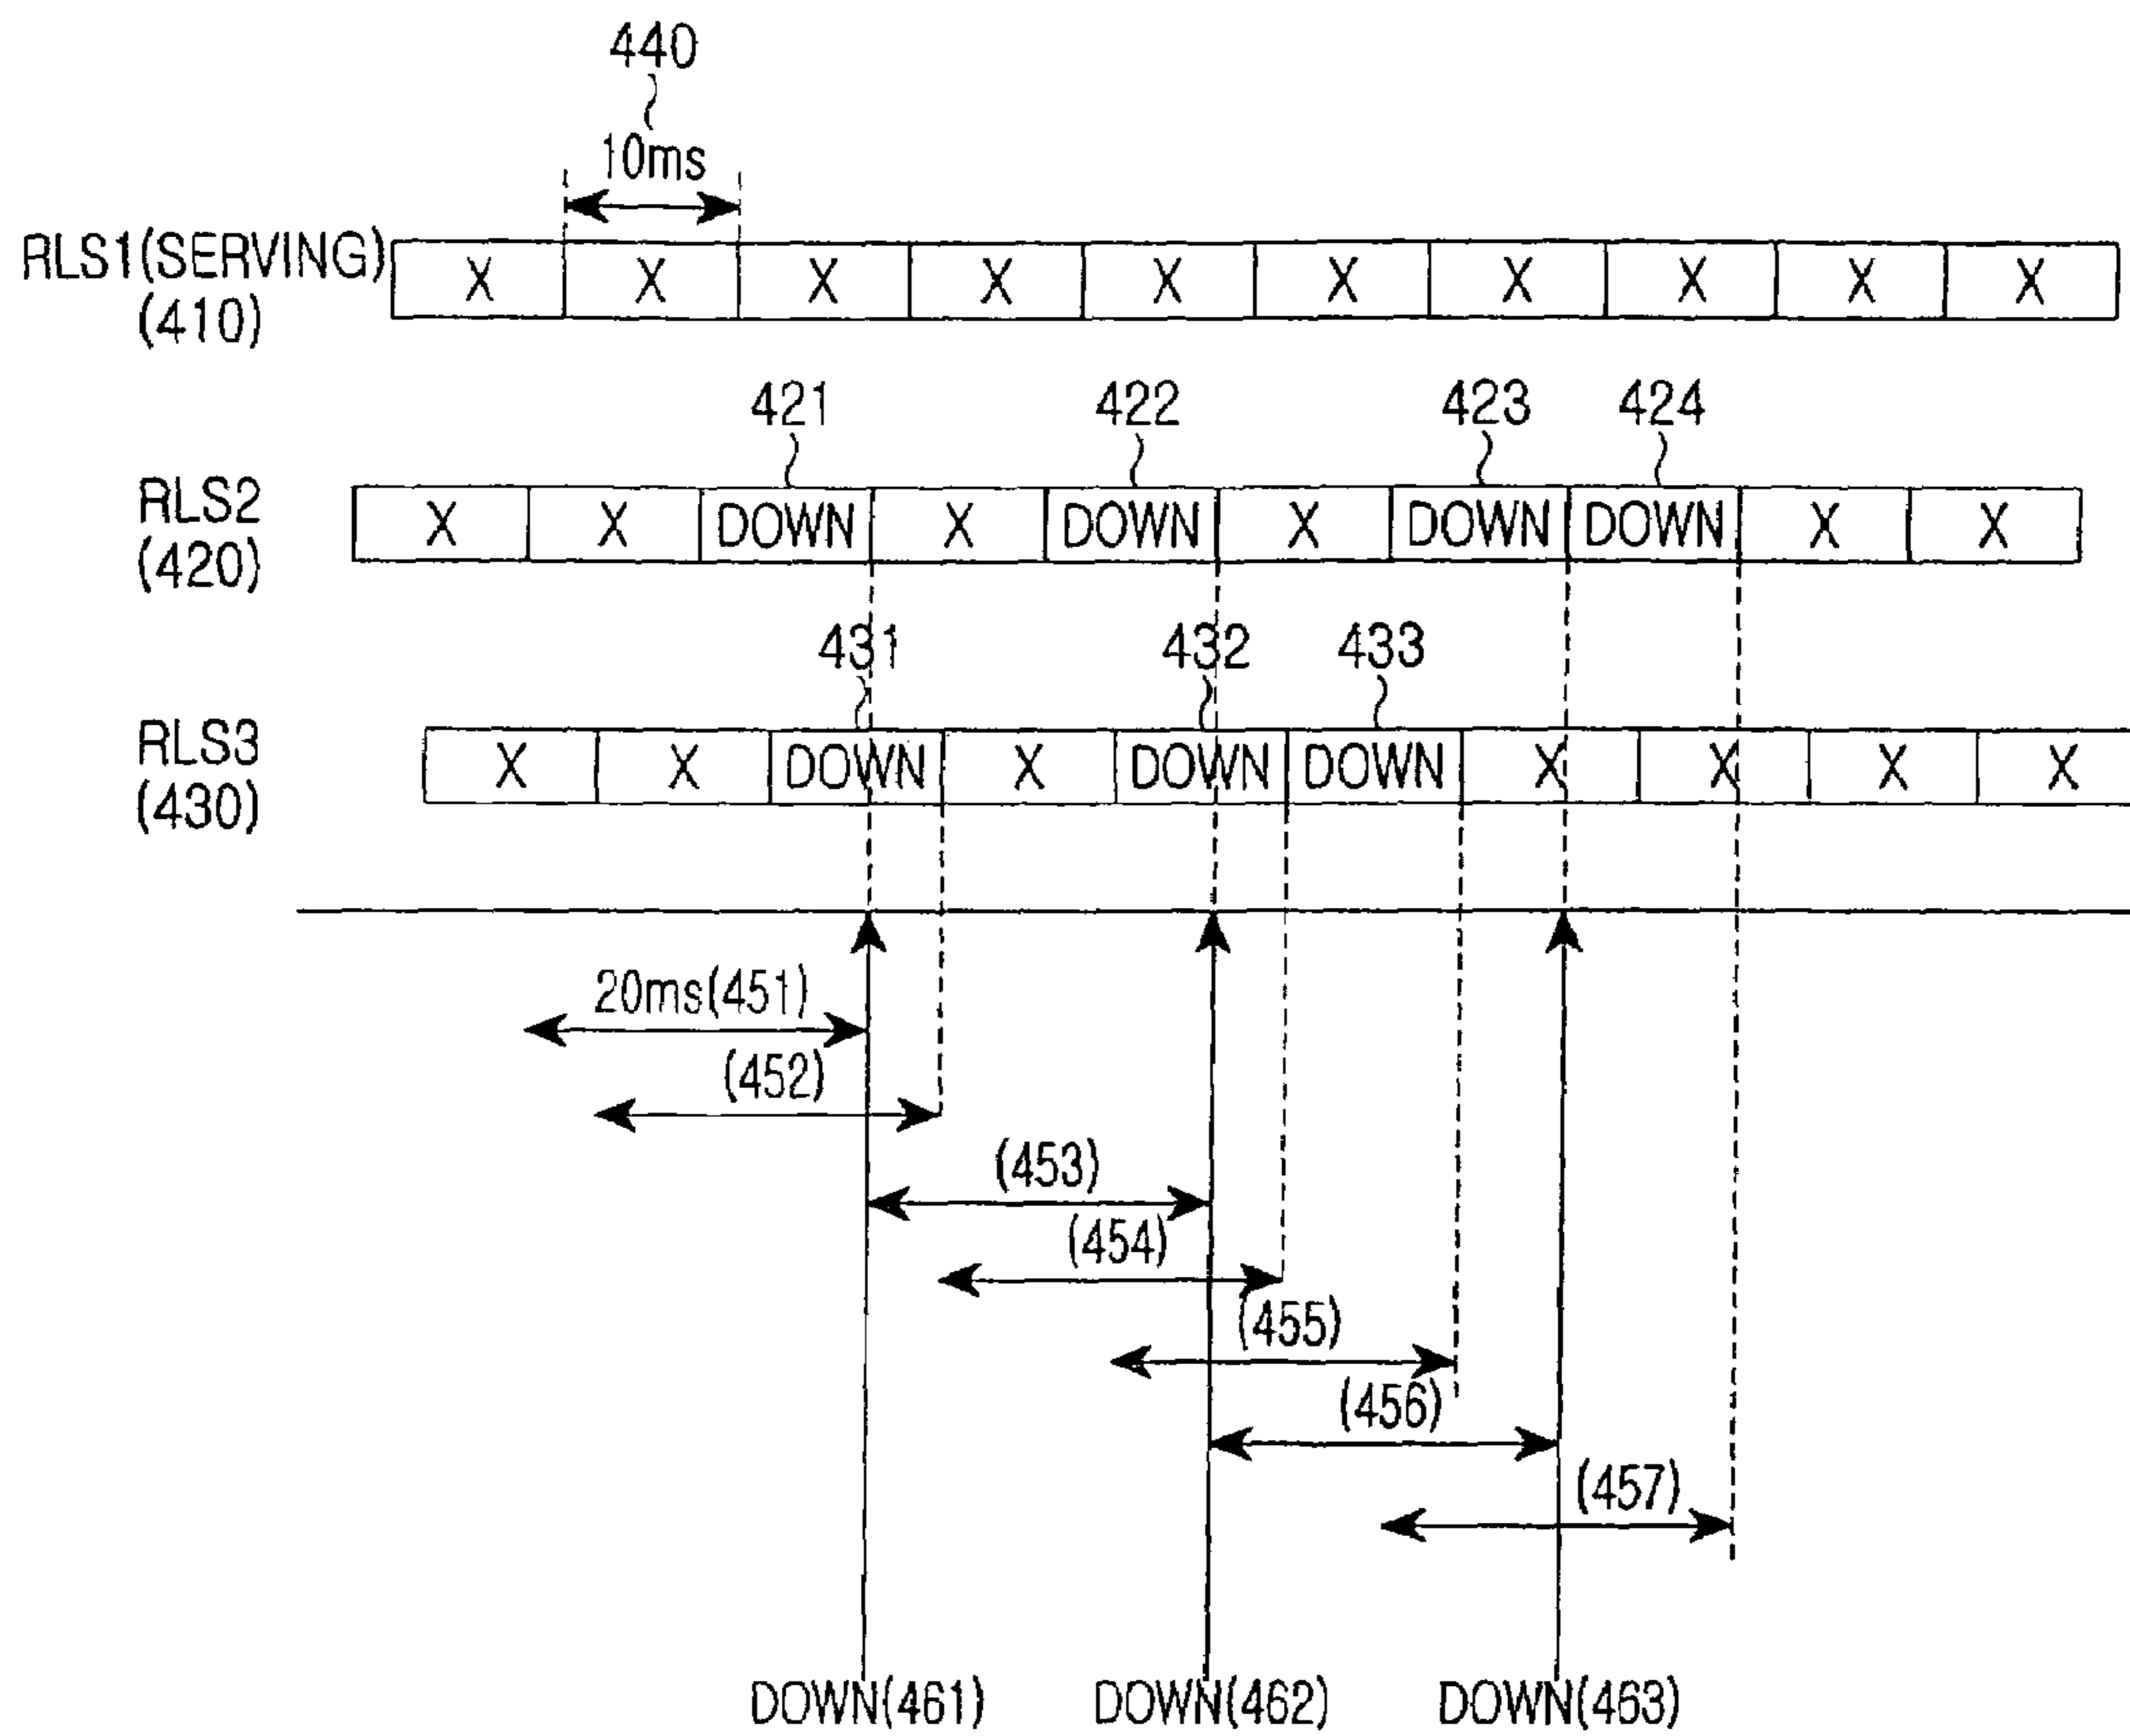 440
10ms
RLS1(SERVING)
(410)
X X X X X X X X X X
421 422 423 424
RLS2
(420)
X X DOWN X DOWN X DOWN DOWN X X
431 432 433
RLS3
(430)
X X DOWN X DOWN DOWN X X X X
20ms(451)
(452)
(453)
(454)
(455)
(456)
(457)
DOWN(461) DOWN(462) DOWN(463)